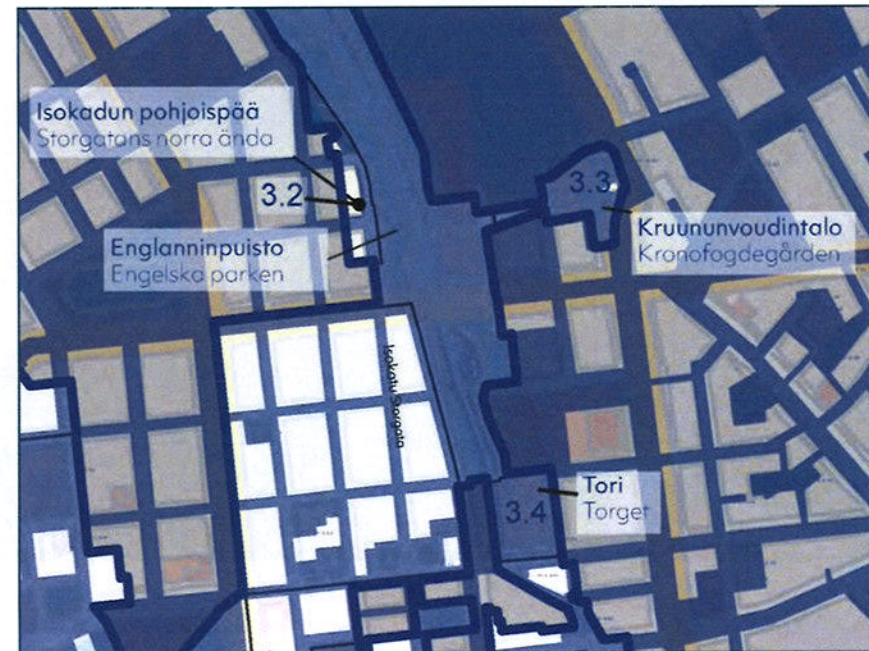 Isokadun pohjoispää
Storgatans norra ända
3.2
3.3
Englanninpuisto
Engelska parken
Kruununvoudintalo
Kronofogdegården
Isokatu Storgata
Tori
Torget
3.4